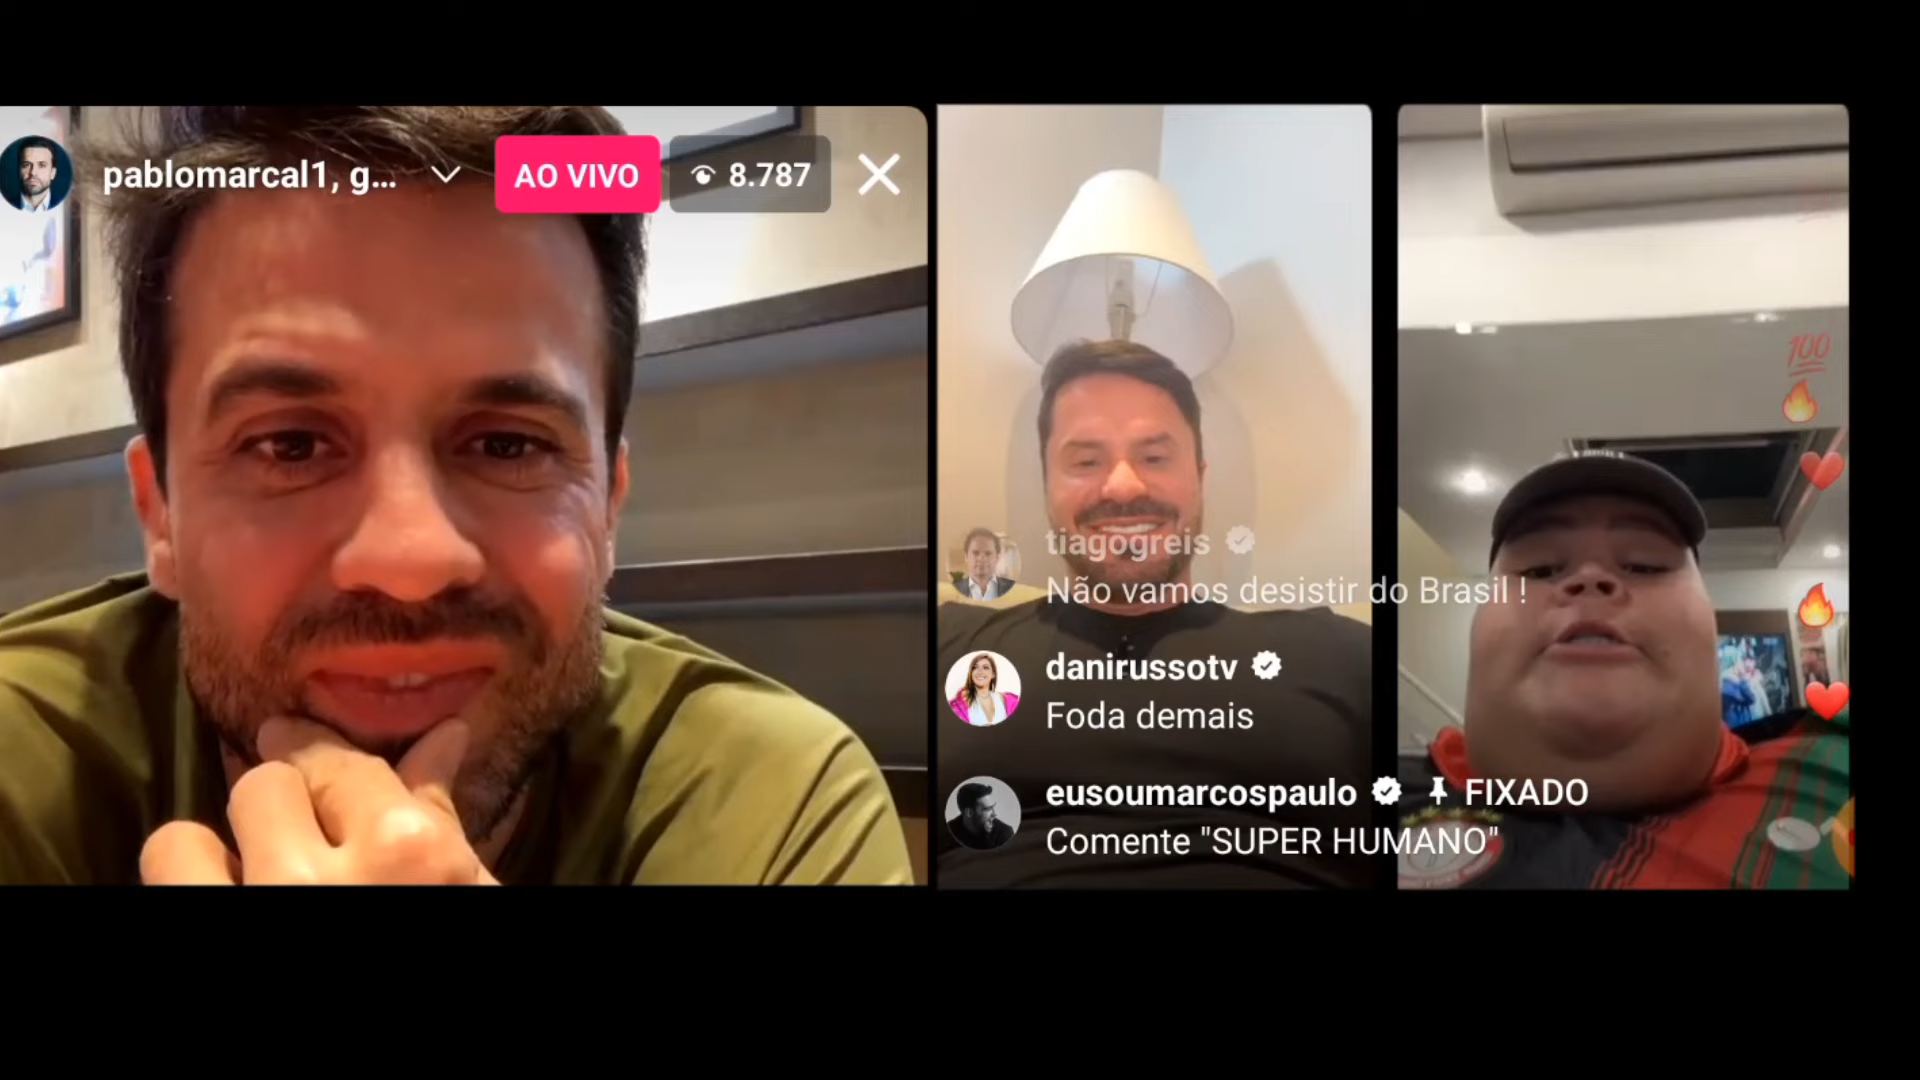 pablomarcal1, g...
AO VIVO
8.787
tiagogreis
Não vamos desistir do Brasil !
danirussotv
Foda demais
eusoumarcospaulo FIXADO
Comente "SUPER HUMANO"
💯